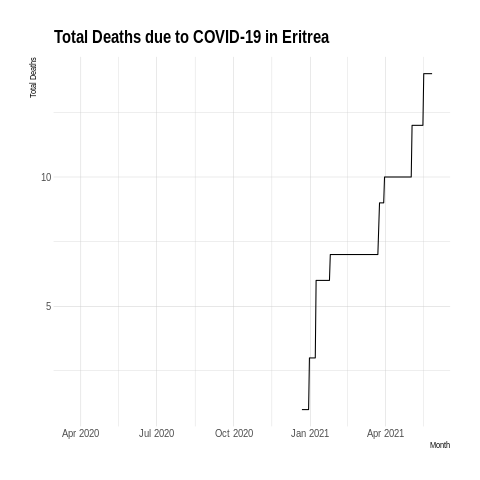 Total Deaths due to COVID-19 in Eritrea
Total Deaths
10
5
Apr 2020 Jul 2020 Oct 2020 Jan 2021 Apr 2021
Month